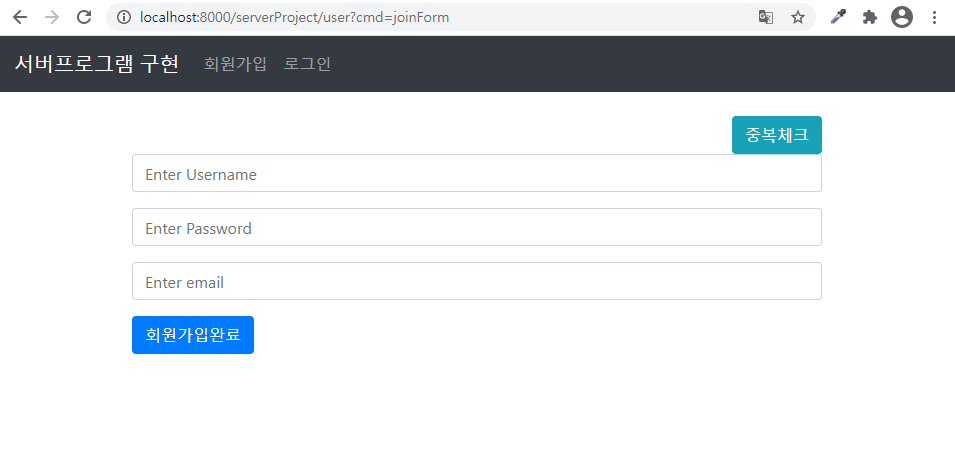 localhost:8000/serverProject/user?cmd=joinForm
서버프로그램 구현 회원가입 로그인
중복체크
Enter Username
Enter Password
Enter email
회원가입완료